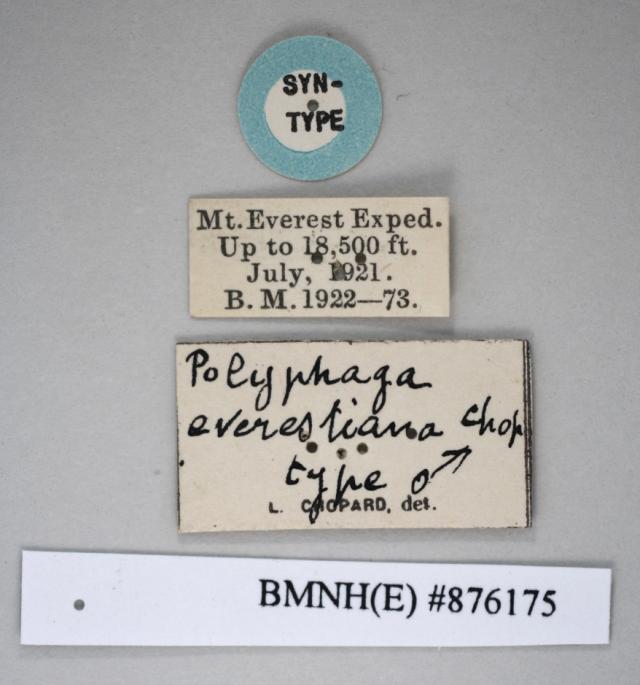 SYN-
TYPE
Mt. Everest Exped.
Up to 18,500 ft.
July, 1921.
B. M. 1922—73.
Polyphaga
everestiana Chop
type ♂
L. CHOPARD, det.
BMNH(E) #876175